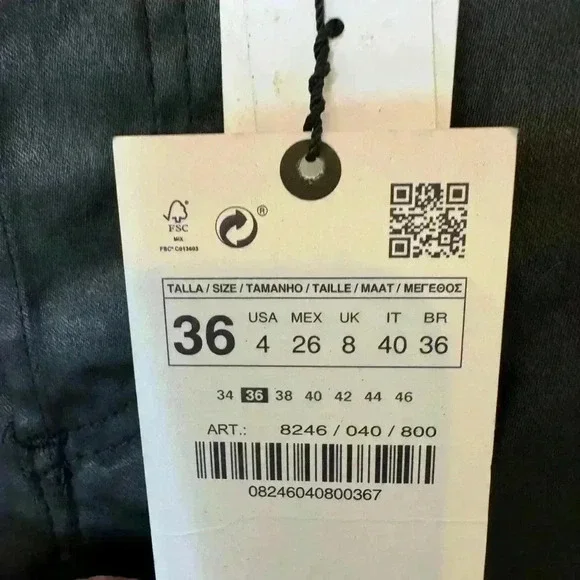 FSC
MIX
FSC® C013603
®
TALLA / SIZE / TAMANHO / TAILLE / MAAT / ΜΕΓΕΘΟΣ
36 USA MEX UK IT BR
4 26 8 40 36
34 36 38 40 42 44 46
ART.: 8246 / 040 / 800
08246040800367